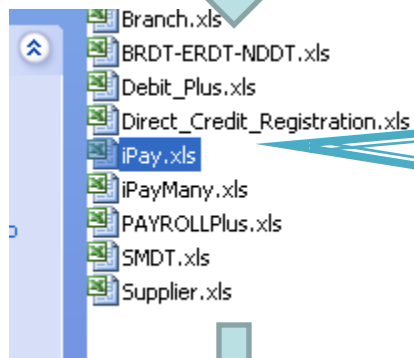 Branch.xls
BRDT-ERDT-NDDT.xls
Debit_Plus.xls
Direct_Credit_Registration.xls
iPay.xls
iPayMany.xls
PAYROLLPlus.xls
SMDT.xls
Supplier.xls